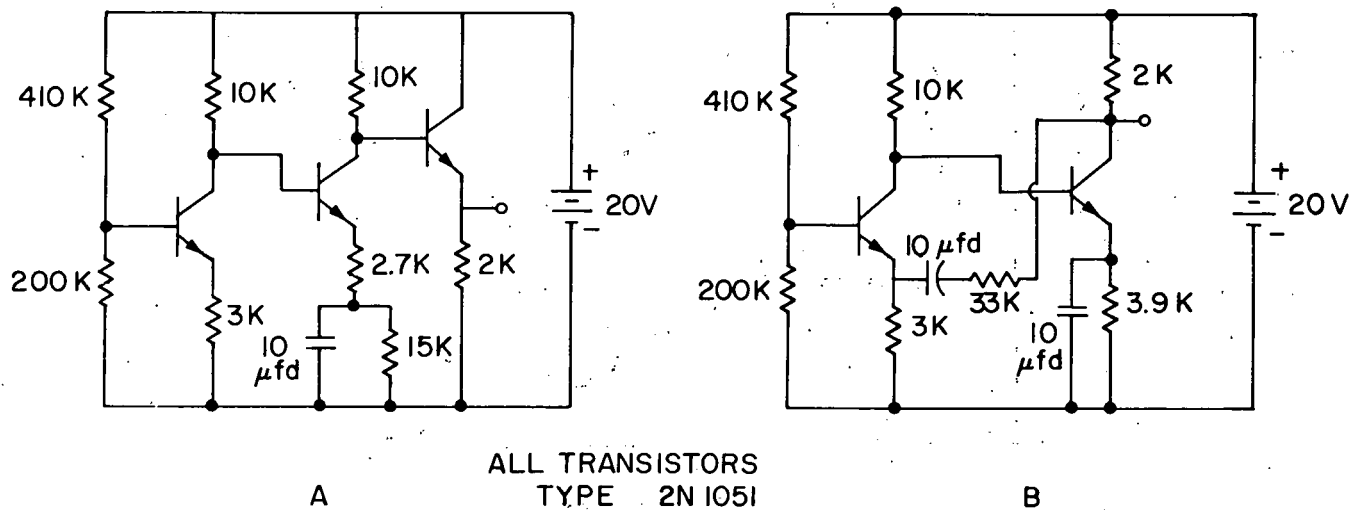 410 K
10K
10K
200 K
3K
2.7K
2K
10
μfd
15K
+
20V
-
410K
10K
2K
200K
10 μfd
33K
3K
10
μfd
3.9 K
+
20 V
-
ALL TRANSISTORS
A TYPE 2N 1051 B